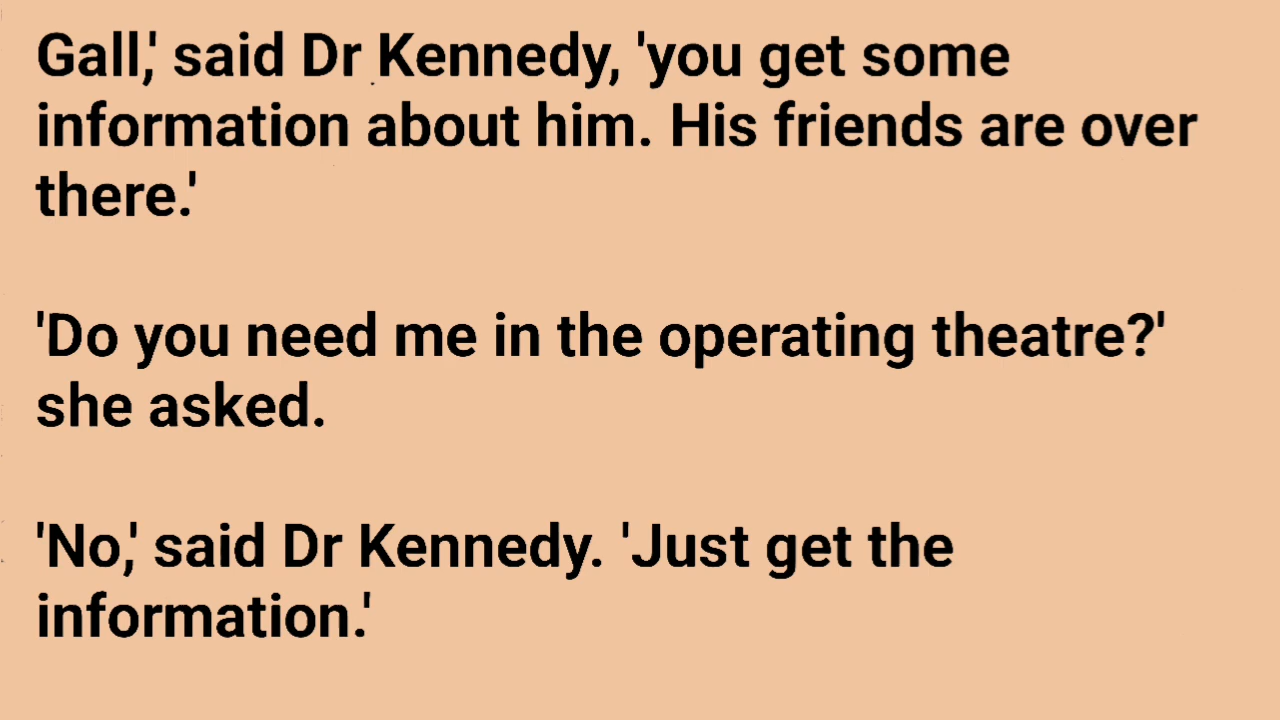 Gall,' said Dr Kennedy, 'you get some
information about him. His friends are over
there.'
'Do you need me in the operating theatre?'
she asked.
'No,' said Dr Kennedy. 'Just get the
information.'